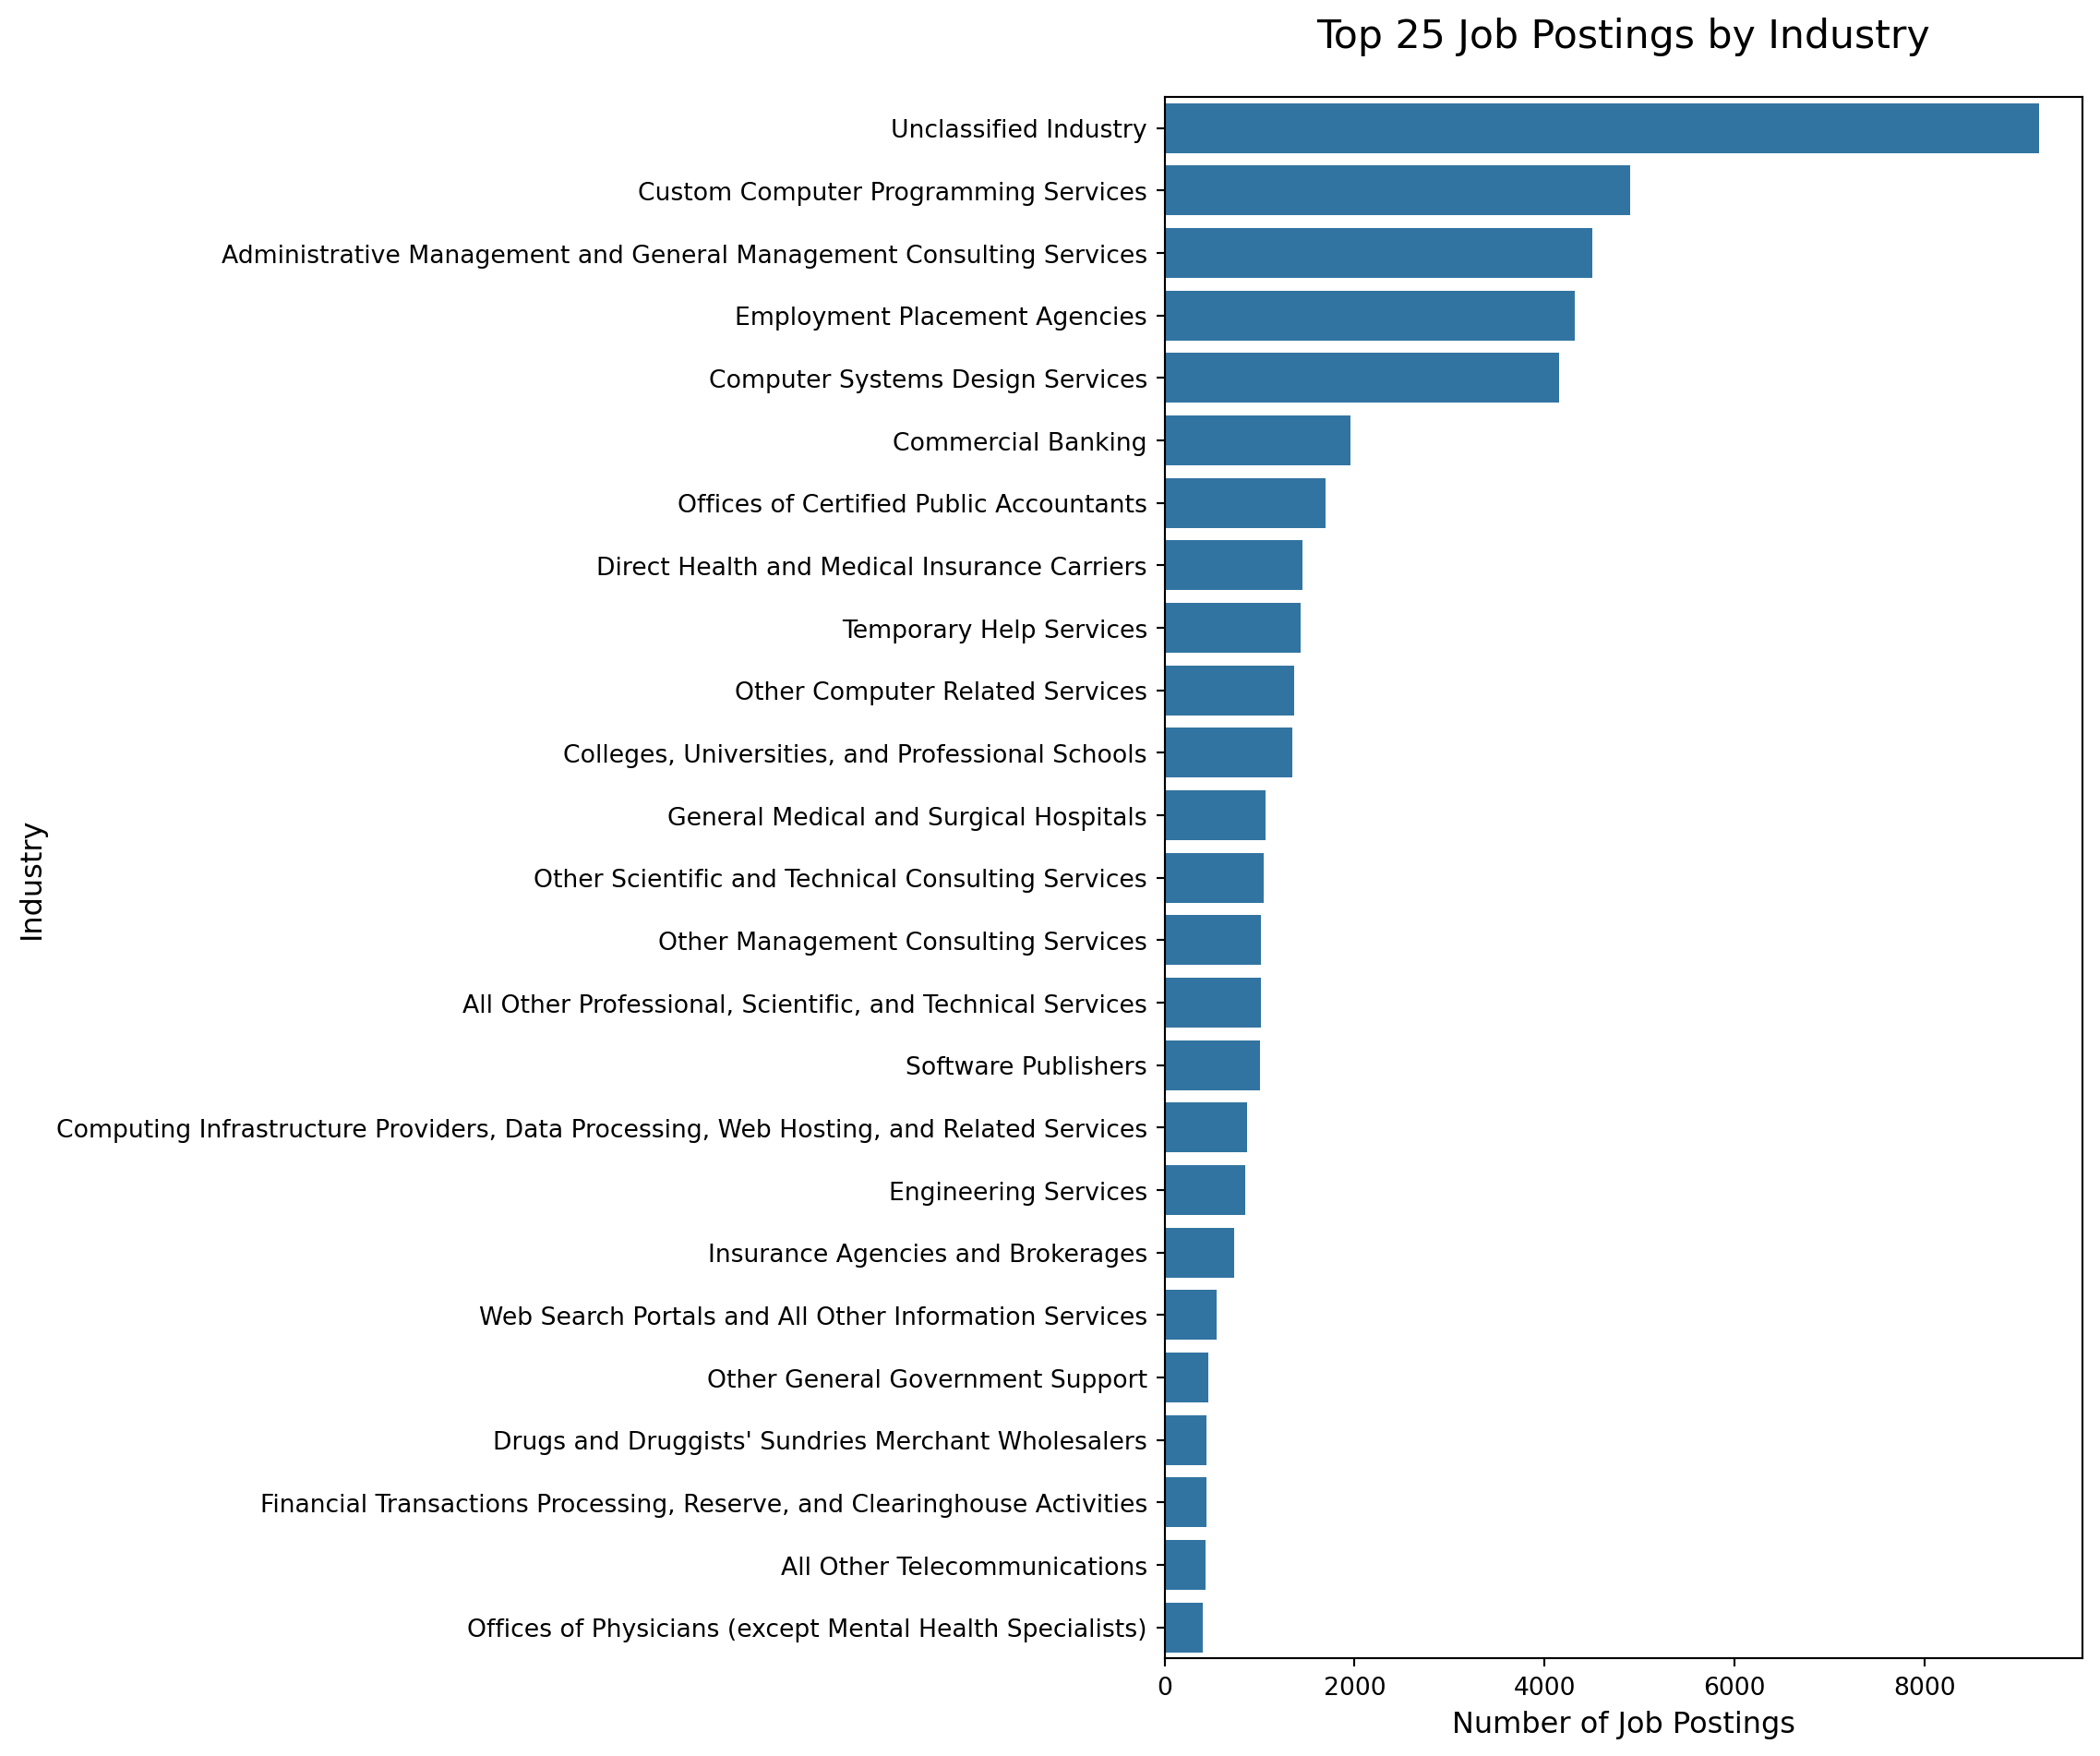 Top 25 Job Postings by Industry
Industry
Unclassified Industry
Custom Computer Programming Services
Administrative Management and General Management Consulting Services
Employment Placement Agencies
Computer Systems Design Services
Commercial Banking
Offices of Certified Public Accountants
Direct Health and Medical Insurance Carriers
Temporary Help Services
Other Computer Related Services
Colleges, Universities, and Professional Schools
General Medical and Surgical Hospitals
Other Scientific and Technical Consulting Services
Other Management Consulting Services
All Other Professional, Scientific, and Technical Services
Software Publishers
Computing Infrastructure Providers, Data Processing, Web Hosting, and Related Services
Engineering Services
Insurance Agencies and Brokerages
Web Search Portals and All Other Information Services
Other General Government Support
Drugs and Druggists' Sundries Merchant Wholesalers
Financial Transactions Processing, Reserve, and Clearinghouse Activities
All Other Telecommunications
Offices of Physicians (except Mental Health Specialists)
0 2000 4000 6000 8000
Number of Job Postings